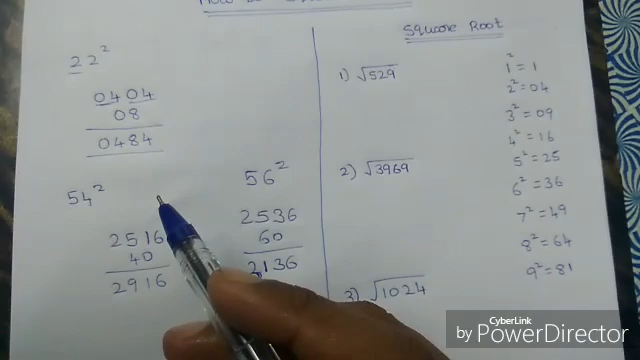 22²
0404
08
0484
54²
2516
40
2916
56²
2536
60
3136
Square Root
1) √529
2) √3969
3) √1024
1² = 1
2² = 04
3² = 09
4² = 16
5² = 25
6² = 36
7² = 49
8² = 64
9² = 81
CyberLink
by PowerDirector